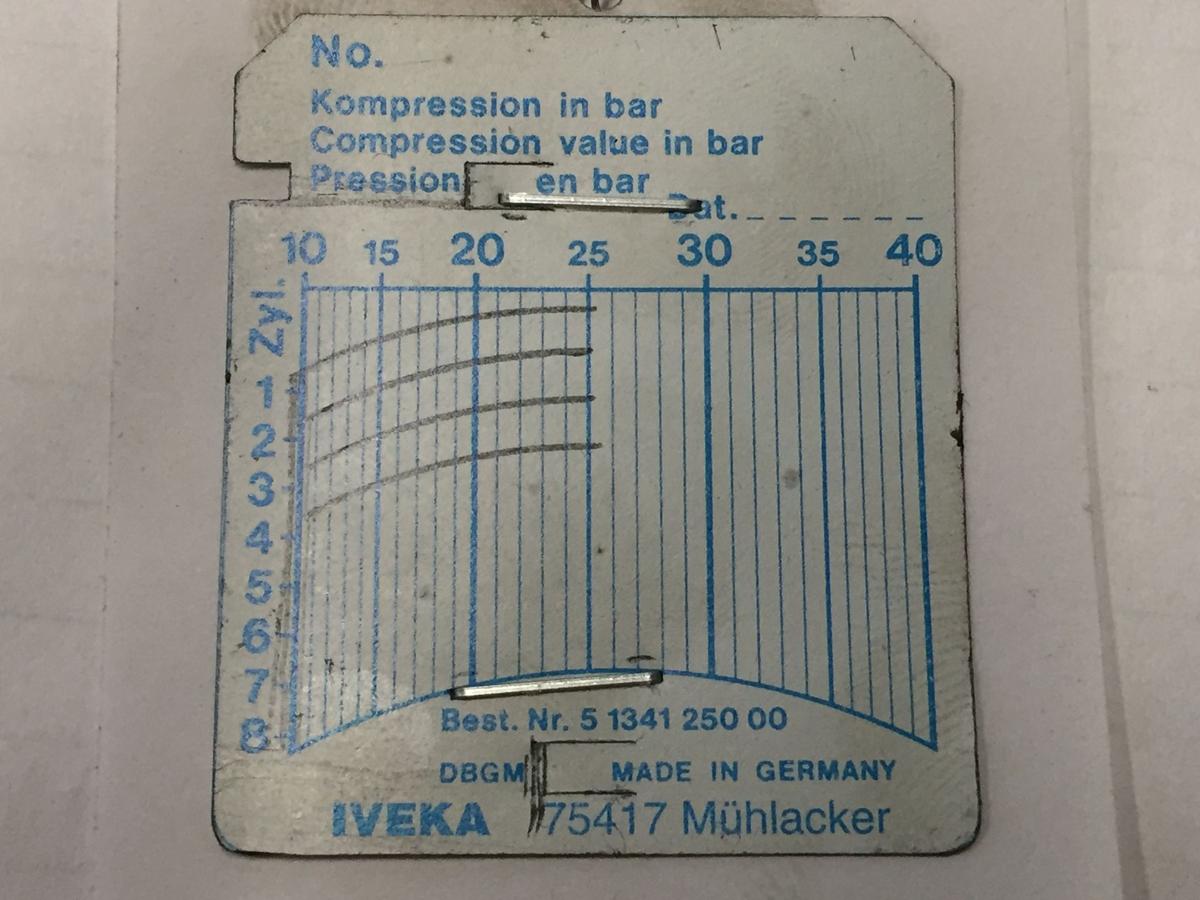 No.
Kompression in bar
Compression value in bar
Pression en bar
Dat.
10 15 20 25 30 35 40
Zyl.
1
2
3
4
5
6
7
8
Best. Nr. 5 1341 250 00
DBGM MADE IN GERMANY
IVEKA 75417 Mühlacker